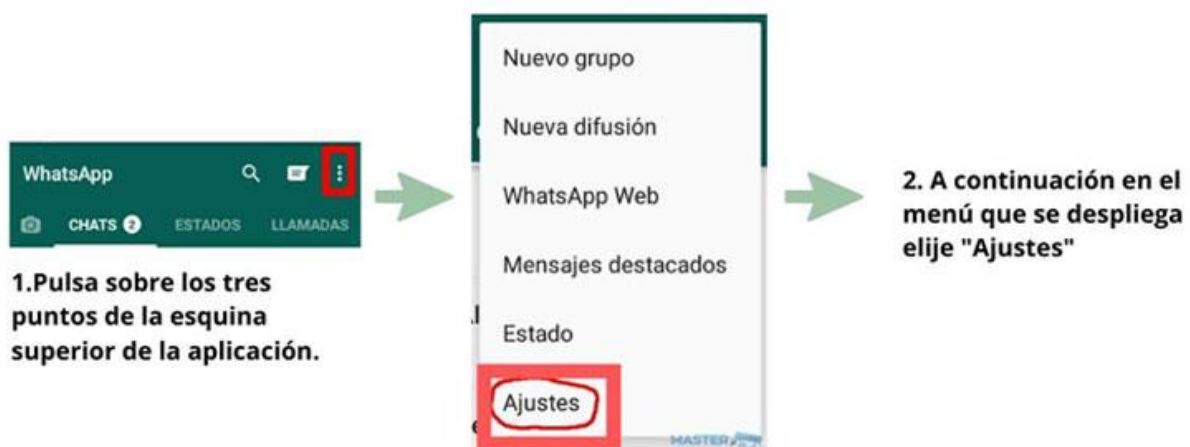 WhatsApp
CHATS 2 ESTADOS LLAMADAS
1.Pulsa sobre los tres
puntos de la esquina
superior de la aplicación.
Nuevo grupo
Nueva difusión
WhatsApp Web
Mensajes destacados
Estado
Ajustes
MASTER
2. A continuación en el
menú que se despliega
elije "Ajustes"